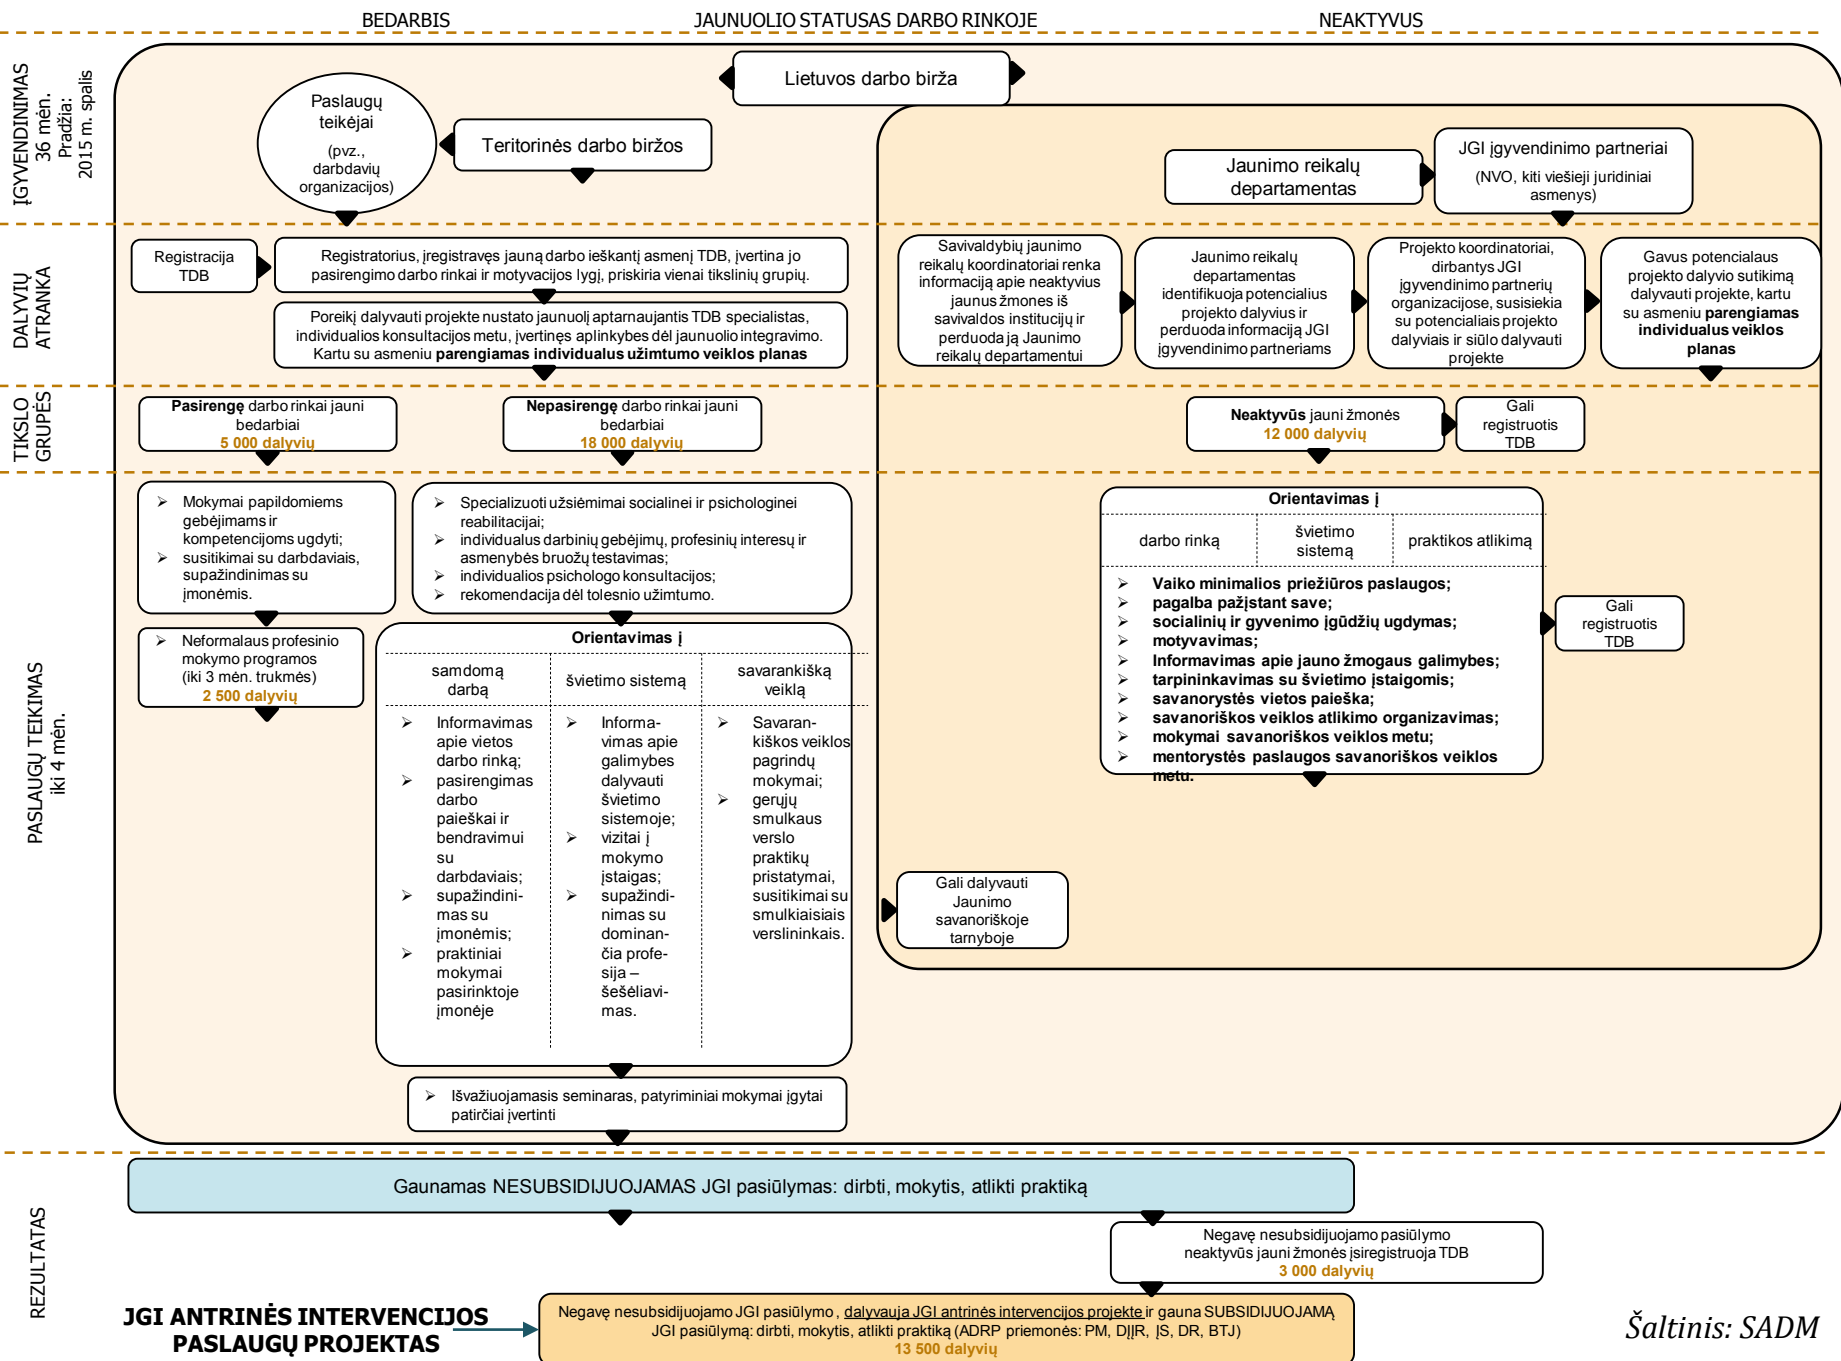 BEDARBIS
JAUNUOLIO STATUSAS DARBO RINKOJE
NEAKTYVUS
ĮGYVENDINIMAS
36 mėn.
Pradžia:
2015 m. spalis
Lietuvos darbo birža
Paslaugų
teikėjai
(pvz.,
darbdavių
organizacijos)
Teritorinės darbo biržos
Jaunimo reikalų
departamentas
JGI įgyvendinimo partneriai
(NVO, kiti viešieji juridiniai
asmenys)
DALYVIŲ
ATRANKA
Registracija
TDB
Registratorius, įregistravęs jauną darbo ieškantį asmenį TDB, įvertina jo
pasirengimo darbo rinkai ir motyvacijos lygį, priskiria vienai tikslinių grupių.
Poreikį dalyvauti projekte nustato jaunuolį aptarnaujantis TDB specialistas,
individualios konsultacijos metu, įvertinęs aplinkybes dėl jaunuolio integravimo.
Kartu su asmeniu parengiamas individualus užimtumo veiklos planas
Savivaldybių jaunimo
reikalų koordinatoriai renka
informaciją apie neaktyvius
jaunus žmones iš
savivaldos institucijų ir
perduoda ją Jaunimo
reikalų departamentui
Jaunimo reikalų
departamentas
identifikuoja potencialius
projekto dalyvius ir
perduoda informaciją JGI
įgyvendinimo partneriams
Projekto koordinatoriai,
dirbantys JGI
įgyvendinimo partnerių
organizacijose, susisiekia
su potencialiais projekto
dalyviais ir siūlo dalyvauti
projekte
Gavus potencialaus
projekto dalyvio sutikimą
dalyvauti projekte, kartu
su asmeniu parengiamas
individualus veiklos
planas
TIKSLO
GRUPĖS
Pasirengę darbo rinkai jauni
bedarbiai
5 000 dalyvių
Nepasirengę darbo rinkai jauni
bedarbiai
18 000 dalyvių
Neaktyvūs jauni žmonės
12 000 dalyvių
Gali
registruotis
TDB
PASLAUGŲ TEIKIMAS
iki 4 mėn.
➢ Mokymai papildomiems
gebėjimams ir
kompetencijoms ugdyti;
➢ susitikimai su darbdaviais,
supažindinimas su
įmonėmis.
➢ Neformalaus profesinio
mokymo programos
(iki 3 mėn. trukmės)
2 500 dalyvių
➢ Specializuoti užsiėmimai socialinei ir psichologinei
reabilitacijai;
➢ individualus darbinių gebėjimų, profesinių interesų ir
asmenybės bruožų testavimas;
➢ individualios psichologo konsultacijos;
➢ rekomendacija dėl tolesnio užimtumo.
Orientavimas į
samdomą
darbą
švietimo sistemą
savarankišką
veiklą
➢ Informavimas
apie vietos
darbo rinką;
➢ pasirengimas
darbo
paieškai ir
bendravimui
su
darbdaviais;
➢ supažindini-
mas su
įmonėmis;
➢ praktiniai
mokymai
pasirinktoje
įmonėje
➢ Informa-
vimas apie
galimybes
dalyvauti
švietimo
sistemoje;
➢ vizitai į
mokymo
įstaigas;
➢ supažindi-
nimas su
dominan-
čia profe-
sija –
šešėliavi-
mas.
➢ Savaran-
kiškos veiklos
pagrindų
mokymai;
➢ gerųjų
smulkaus
verslo
praktikų
pristatymai,
susitikimai su
smulkiaisiais
verslininkais.
➢ Išvažiuojamasis seminaras, patyriminiai mokymai įgytai
patirčiai įvertinti
Orientavimas į
darbo rinką
švietimo
sistemą
praktikos atlikimą
➢ Vaiko minimalios priežiūros paslaugos;
➢ pagalba pažįstant save;
➢ socialinių ir gyvenimo įgūdžių ugdymas;
➢ motyvavimas;
➢ Informavimas apie jauno žmogaus galimybes;
➢ tarpininkavimas su švietimo įstaigomis;
➢ savanorystės vietos paieška;
➢ savanoriškos veiklos atlikimo organizavimas;
➢ mokymai savanoriškos veiklos metu;
➢ mentorystės paslaugos savanoriškos veiklos
metu.
Gali
registruotis
TDB
Gali dalyvauti
Jaunimo
savanoriškoje
tarnyboje
REZULTATAS
Gaunamas NESUBSIDIJUOJAMAS JGI pasiūlymas: dirbti, mokytis, atlikti praktiką
Negavę nesubsidijuojamo pasiūlymo
neaktyvūs jauni žmonės įsiregistruoja TDB
3 000 dalyvių
JGI ANTRINĖS INTERVENCIJOS
PASLAUGŲ PROJEKTAS
Negavę nesubsidijuojamo JGI pasiūlymo , dalyvauja JGI antrinės intervencijos projekte ir gauna SUBSIDIJUOJAMĄ
JGI pasiūlymą: dirbti, mokytis, atlikti praktiką (ADRP priemonės: PM, DĮĮR, ĮS, DR, BTJ)
13 500 dalyvių
Šaltinis: SADM